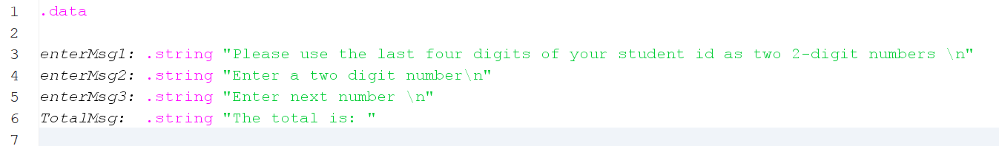 1 .data
2
3 enterMsg1: .string "Please use the last four digits of your student id as two 2-digit numbers \n"
4 enterMsg2: .string "Enter a two digit number\n"
5 enterMsg3: .string "Enter next number \n"
6 TotalMsg:  .string "The total is: "
7